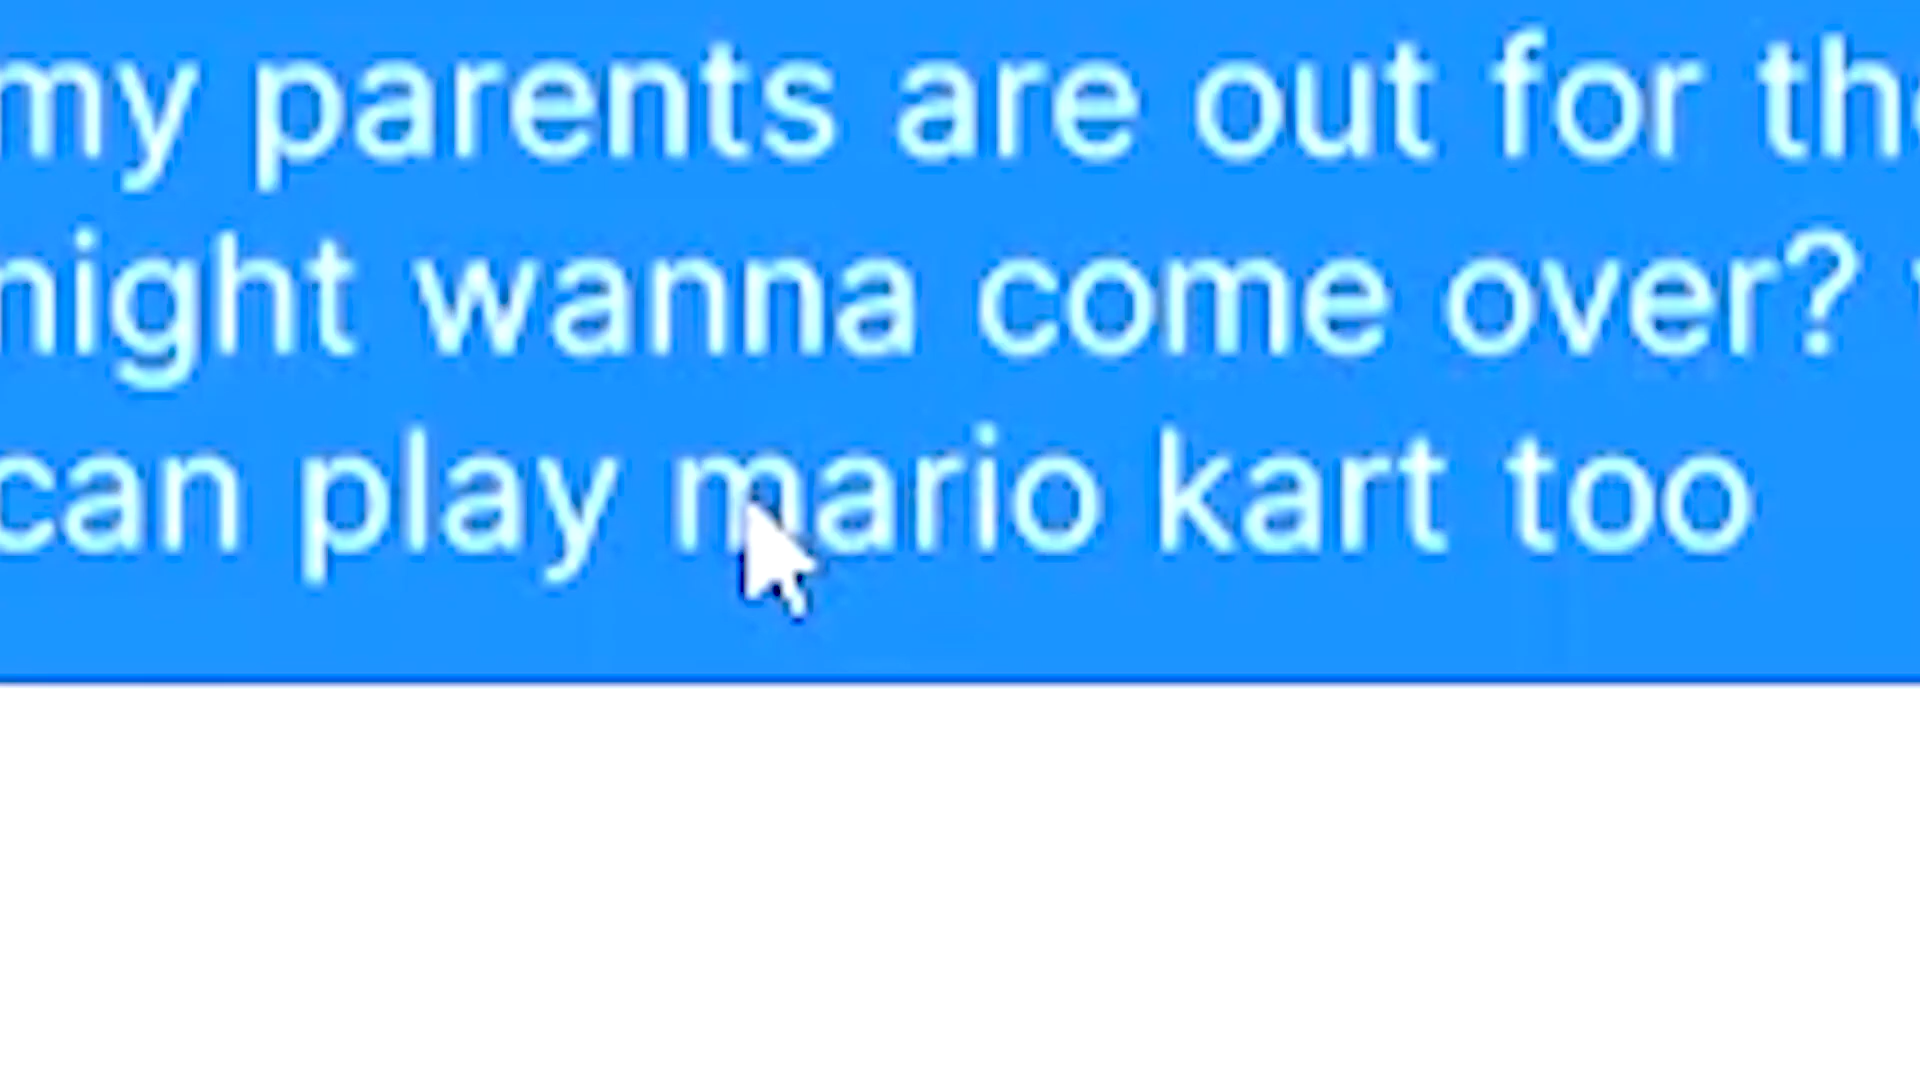 my parents are out for the
night wanna come over?
can play mario kart too